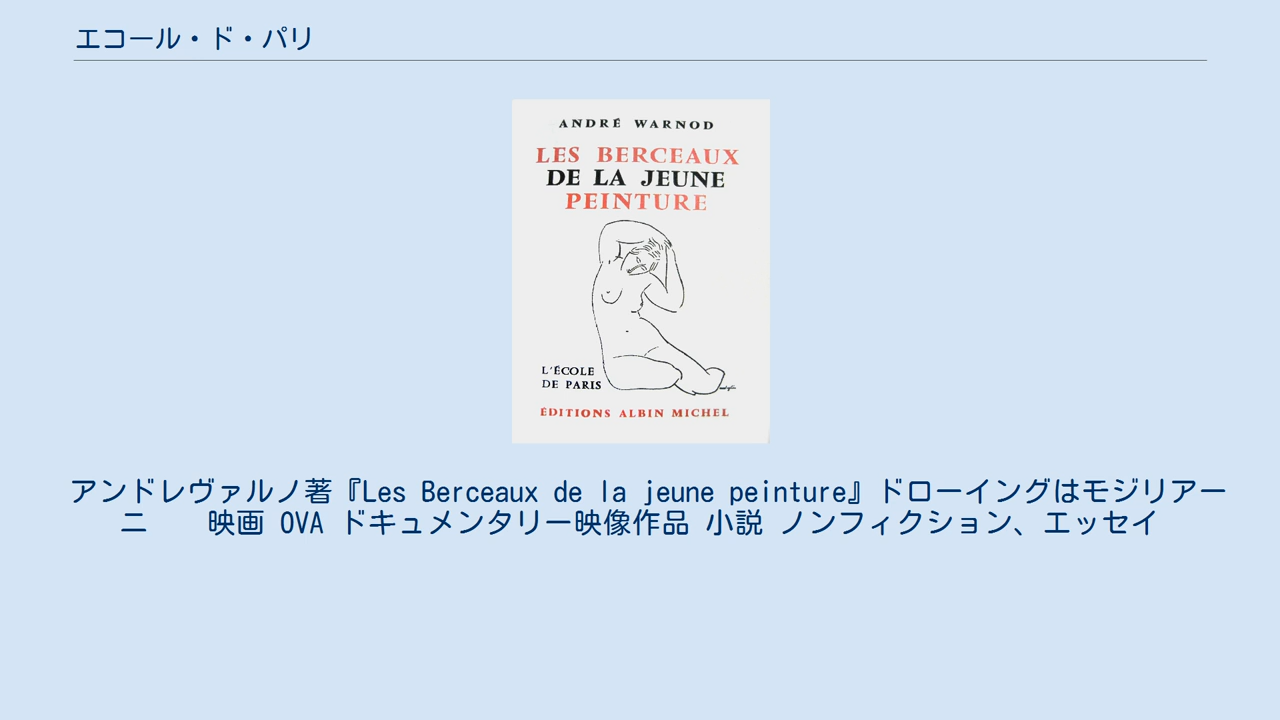 エコール・ド・パリ
ANDRÉ WARNOD
LES BERCEAUX
DE LA JEUNE
PEINTURE
L'ÉCOLE
DE PARIS
ÉDITIONS ALBIN MICHEL
アンドレヴァルノ著『Les Berceaux de la jeune peinture』ドローイングはモジリアー
ニ　　映画 OVA ドキュメンタリー映像作品 小説 ノンフィクション、エッセイ